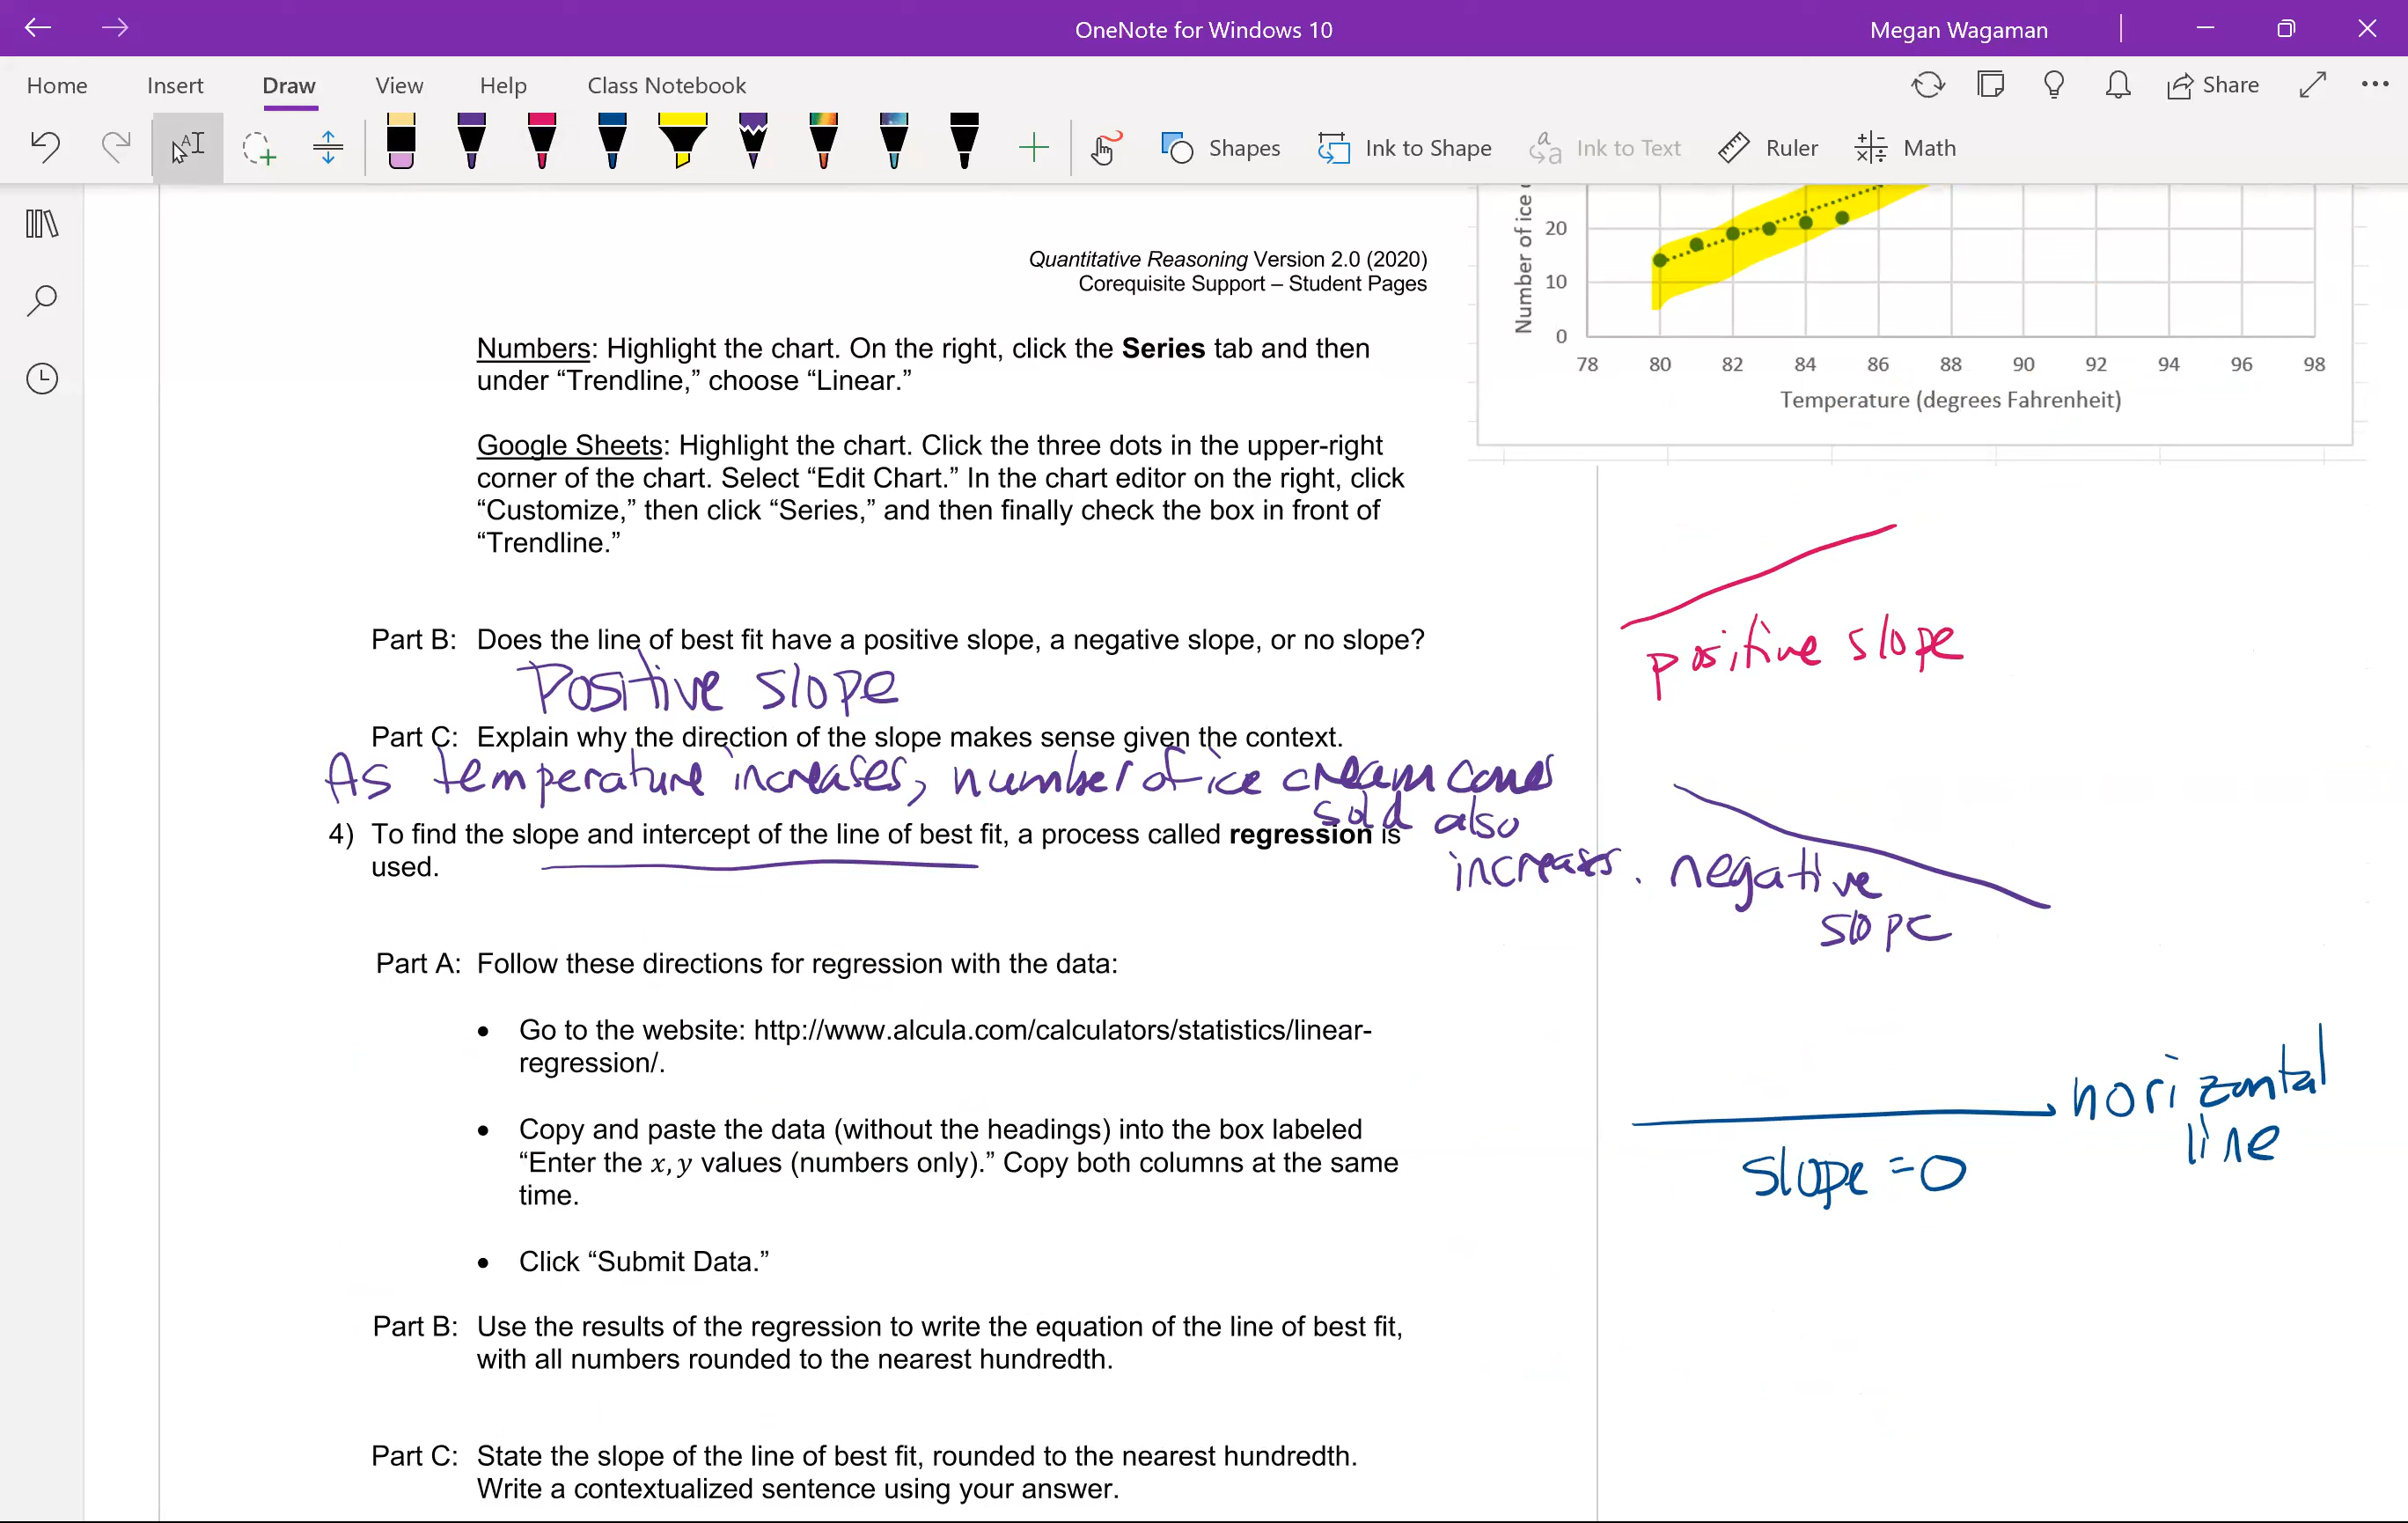 OneNote for Windows 10
Megan Wagaman
Home Insert Draw View Help Class Notebook Share
Shapes Ink to Shape Ink to Text Ruler Math
Quantitative Reasoning Version 2.0 (2020)
Corequisite Support – Student Pages
Numbers: Highlight the chart. On the right, click the Series tab and then
under “Trendline,” choose “Linear.”
Google Sheets: Highlight the chart. Click the three dots in the upper-right
corner of the chart. Select “Edit Chart.” In the chart editor on the right, click
“Customize,” then click “Series,” and then finally check the box in front of
“Trendline.”
Part B: Does the line of best fit have a positive slope, a negative slope, or no slope?
Positive slope
Part C: Explain why the direction of the slope makes sense given the context.
As temperature increases, number of ice cream cones
sold also
increases.
4) To find the slope and intercept of the line of best fit, a process called regression is
used.
Part A: Follow these directions for regression with the data:
• Go to the website: http://www.alcula.com/calculators/statistics/linear-
regression/.
• Copy and paste the data (without the headings) into the box labeled
“Enter the x, y values (numbers only).” Copy both columns at the same
time.
• Click “Submit Data.”
Part B: Use the results of the regression to write the equation of the line of best fit,
with all numbers rounded to the nearest hundredth.
Part C: State the slope of the line of best fit, rounded to the nearest hundredth.
Write a contextualized sentence using your answer.
Number of ice
20
10
0
78 80 82 84 86 88 90 92 94 96 98
Temperature (degrees Fahrenheit)
positive slope
negative
slope
horizontal
line
slope = 0